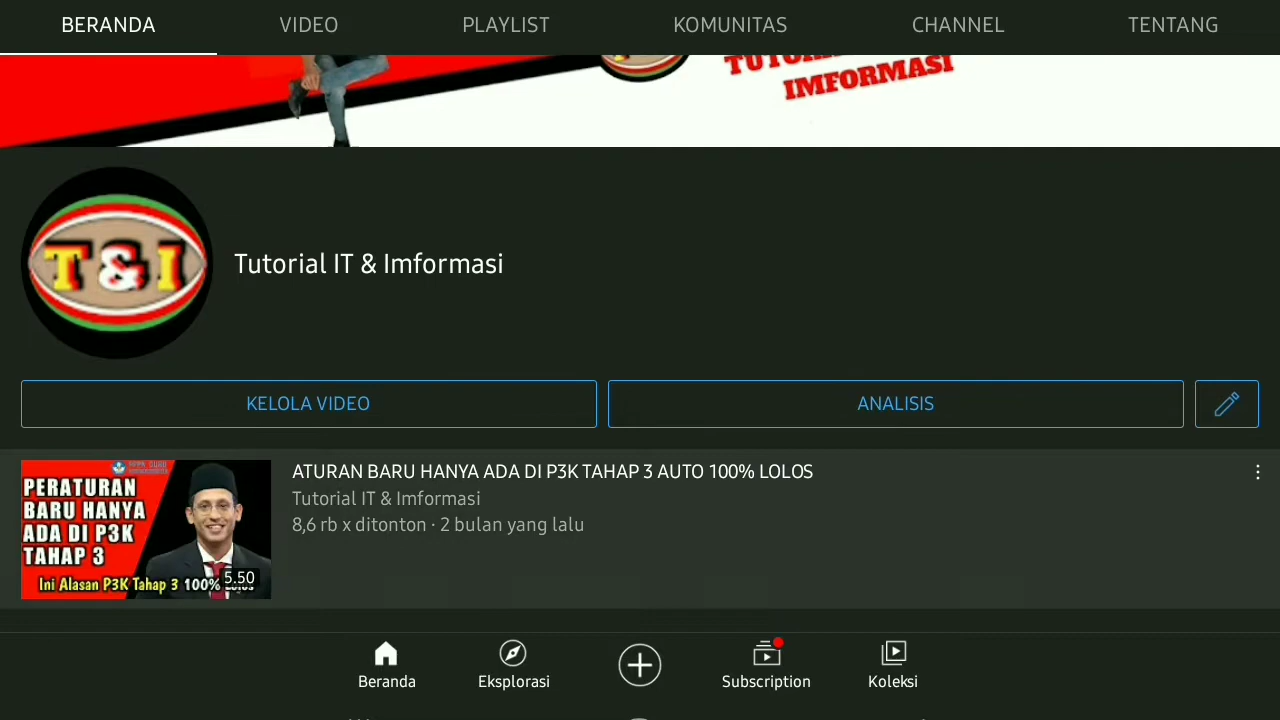 BERANDA VIDEO PLAYLIST KOMUNITAS CHANNEL TENTANG
IMFORMASI
T&I
Tutorial IT & Imformasi
KELOLA VIDEO ANALISIS
ATURAN BARU HANYA ADA DI P3K TAHAP 3 AUTO 100% LOLOS
Tutorial IT & Imformasi
8,6 rb x ditonton · 2 bulan yang lalu
PERATURAN
BARU HANYA
ADA DI P3K
TAHAP 3
Ini Alasan P3K Tahap 3 100%
5.50
Beranda Eksplorasi Subscription Koleksi